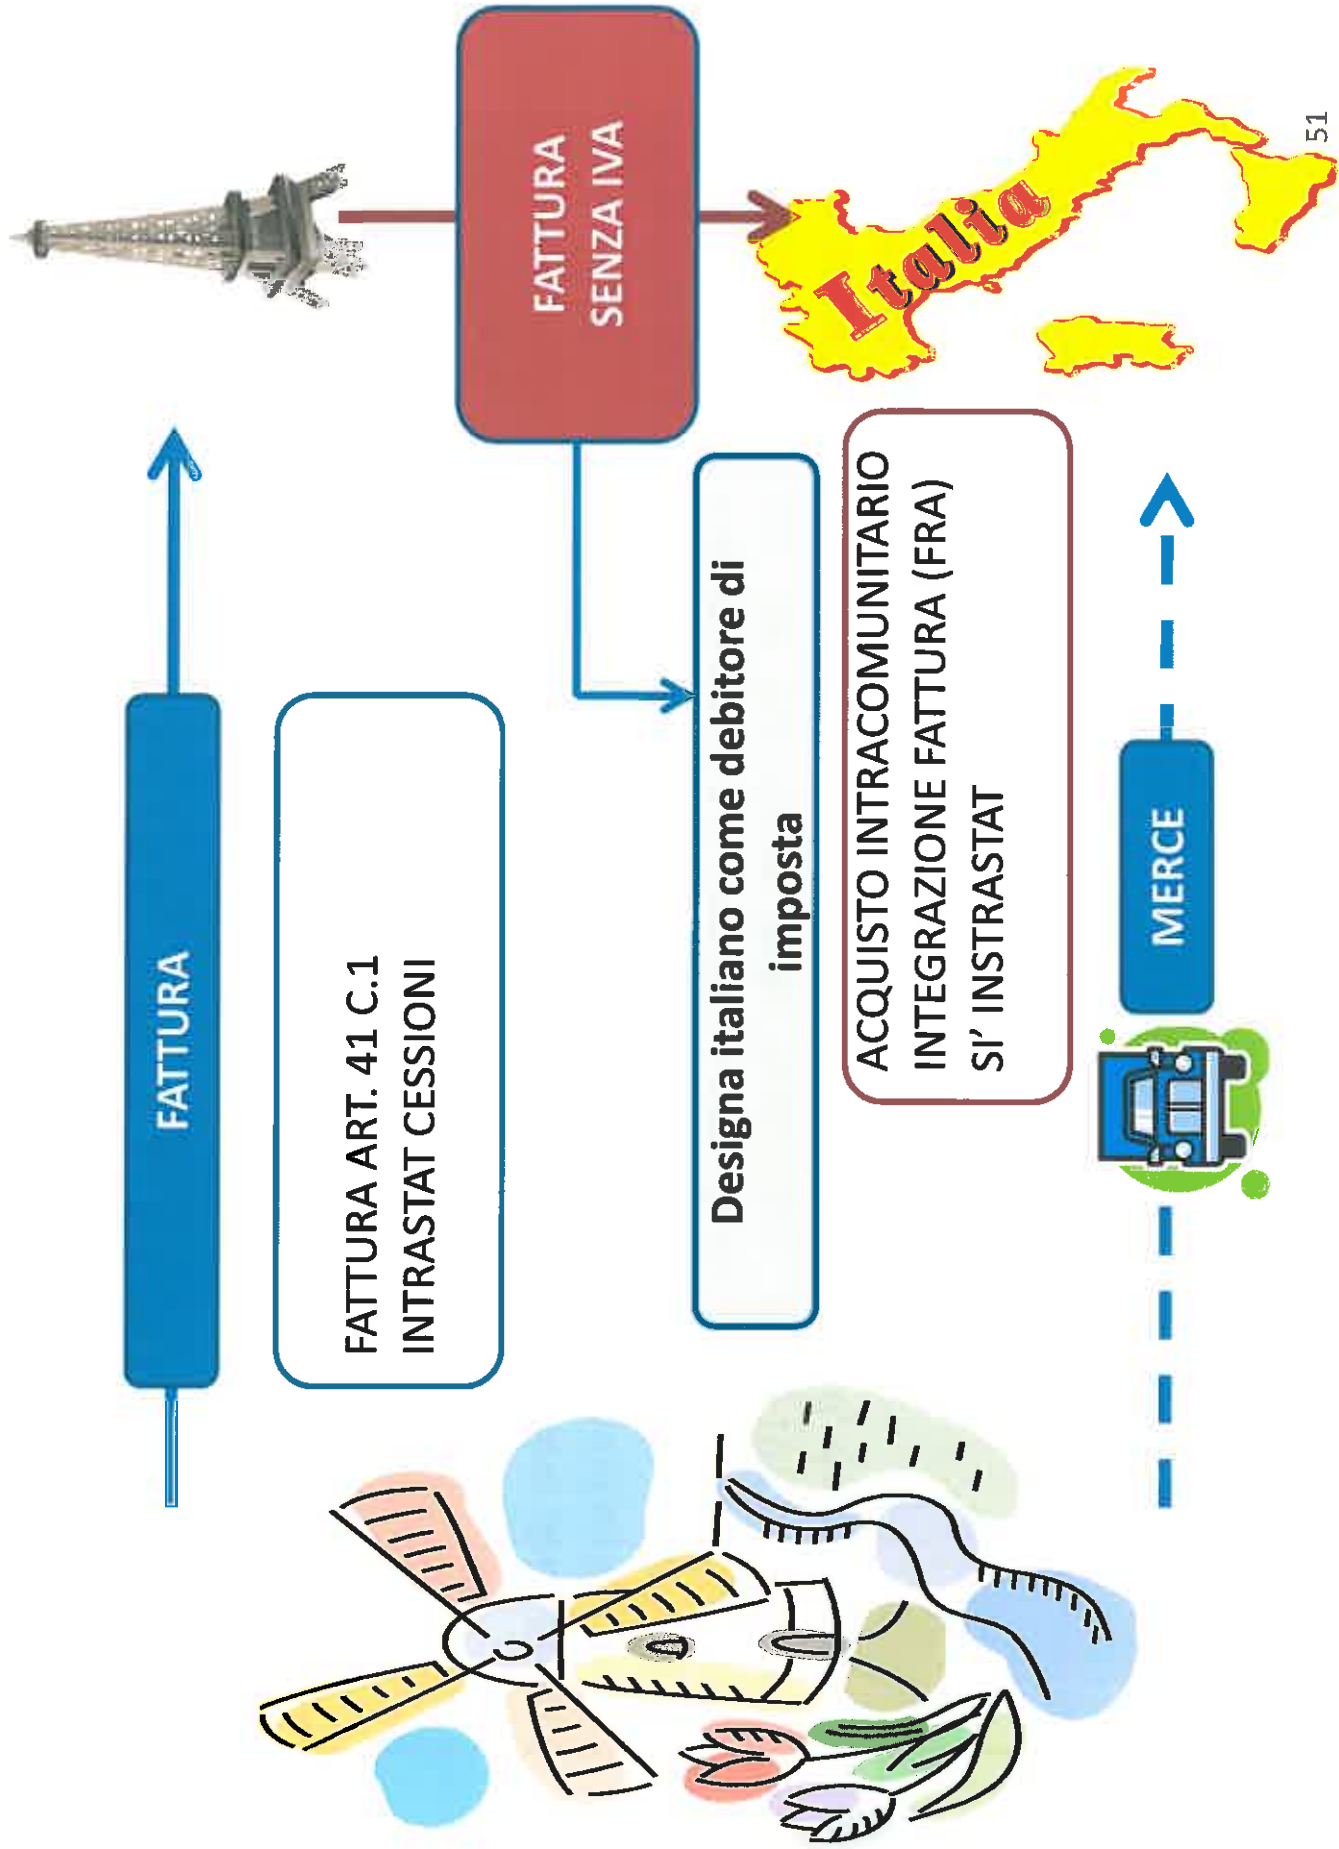 FATTURA
FATTURA ART. 41 C.1
INTRASTAT CESSIONI
FATTURA
SENZA IVA
Designa italiano come debitore di
imposta
ACQUISTO INTRACOMUNITARIO
INTEGRAZIONE FATTURA (FRA)
SI' INSTRASTAT
MERCE
Italia
51